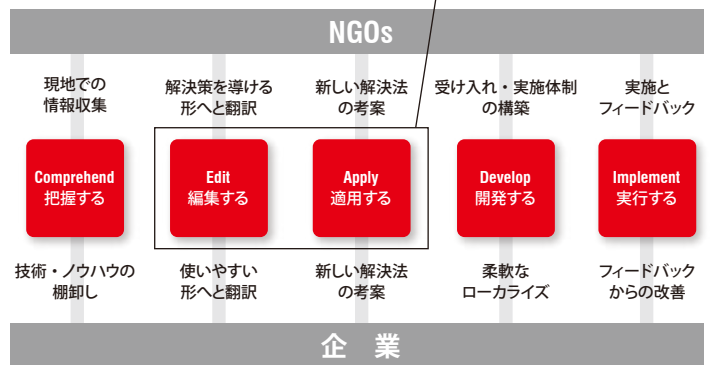 NGOs
現地での
情報収集
解決策を導ける
形へと翻訳
新しい解決法
の考案
受け入れ・実施体制
の構築
実施と
フィードバック
Comprehend
把握する
Edit
編集する
Apply
適用する
Develop
開発する
Implement
実行する
技術・ノウハウの
棚卸し
使いやすい
形へと翻訳
新しい解決法
の考案
柔軟な
ローカライズ
フィードバック
からの改善
企 業